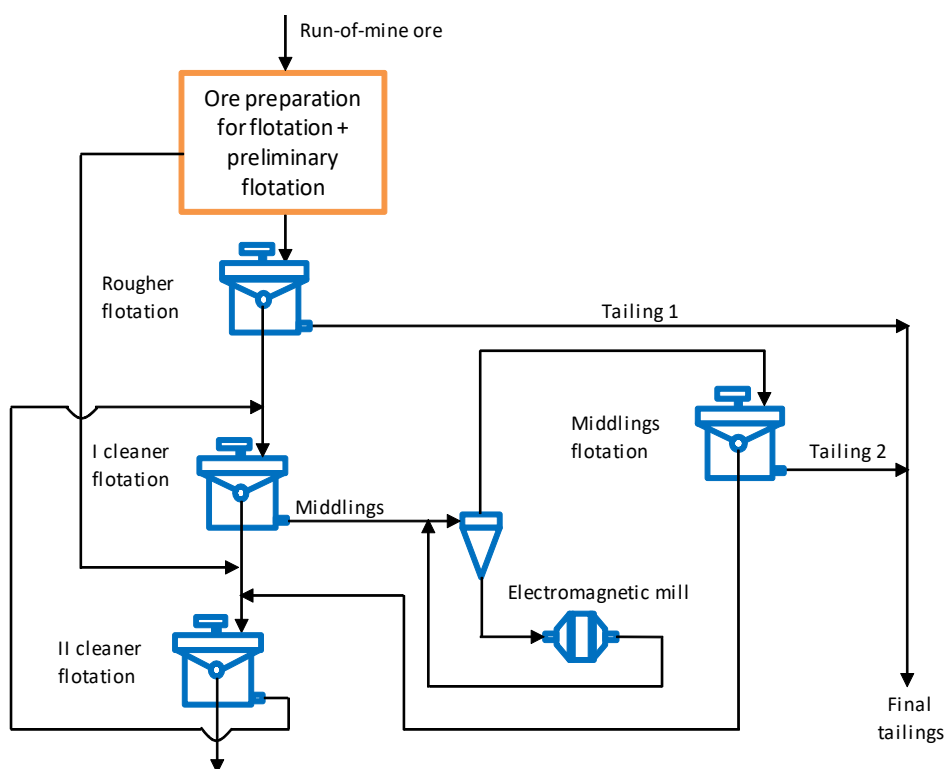 Run-of-mine ore
Ore preparation
for flotation +
preliminary
flotation
Rougher
flotation
Tailing 1
I cleaner
flotation
Middlings
flotation
Tailing 2
Middlings
Electromagnetic mill
II cleaner
flotation
Final
tailings